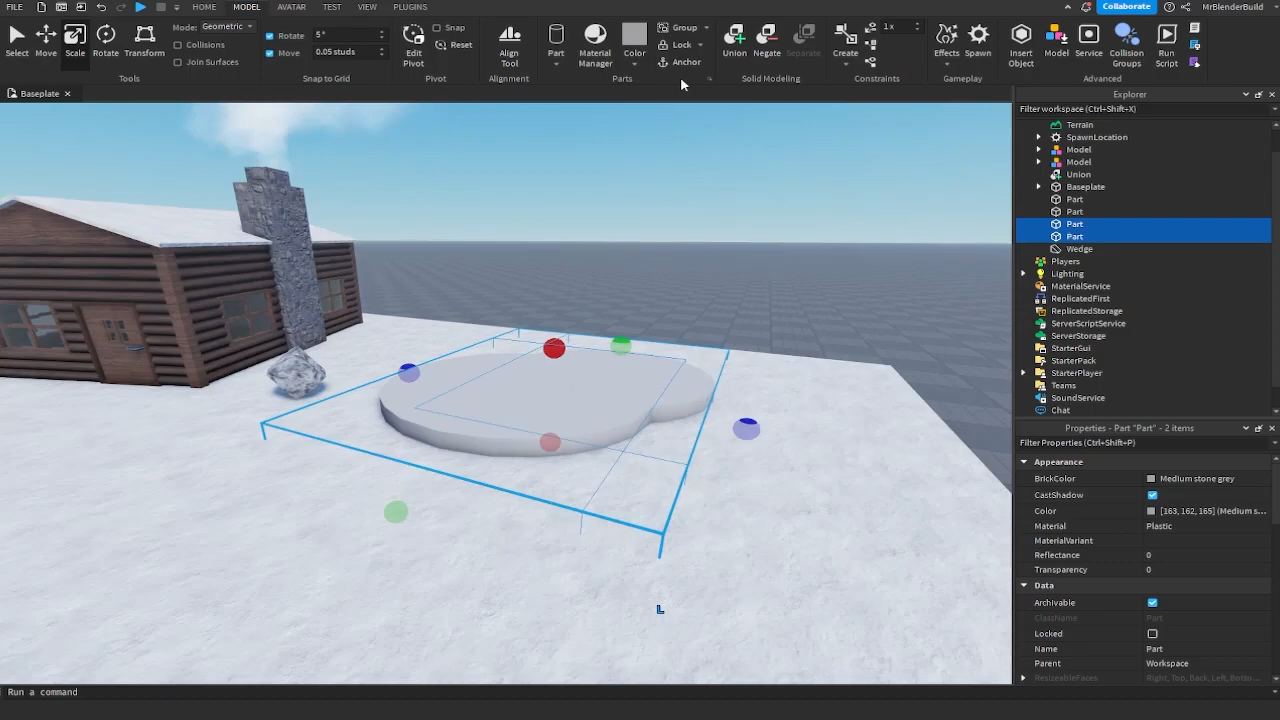 FILE HOME MODEL AVATAR TEST VIEW PLUGINS Collaborate MrBlenderBuild
Select Move Scale Rotate Transform
Mode: Geometric
Collisions
Join Surfaces
Tools
Rotate 5 °
Move 0.05 studs
Snap to Grid
Edit Pivot
Snap
Reset
Pivot
Align Tool
Alignment
Part Material Manager Color
Group
Lock
Anchor
Parts
Union Negate Separate
Solid Modeling
Create 1x
Constraints
Effects Spawn
Gameplay
Insert Object Model Service Collision Groups Run Script
Advanced
Baseplate
Explorer
Filter workspace (Ctrl+Shift+X)
Terrain
SpawnLocation
Model
Model
Union
Baseplate
Part
Part
Part
Part
Wedge
Players
Lighting
MaterialService
ReplicatedFirst
ReplicatedStorage
ServerScriptService
ServerStorage
StarterGui
StarterPack
StarterPlayer
Teams
SoundService
Chat
Properties - Part "Part" - 2 items
Filter Properties (Ctrl+Shift+P)
Appearance
BrickColor Medium stone grey
CastShadow
Color [163, 162, 165] (Medium s...
Material Plastic
MaterialVariant
Reflectance 0
Transparency 0
Data
Archivable
ClassName Part
Locked
Name Part
Parent Workspace
ResizeableFaces Right, Top, Back, Left, Botto...
L
Run a command